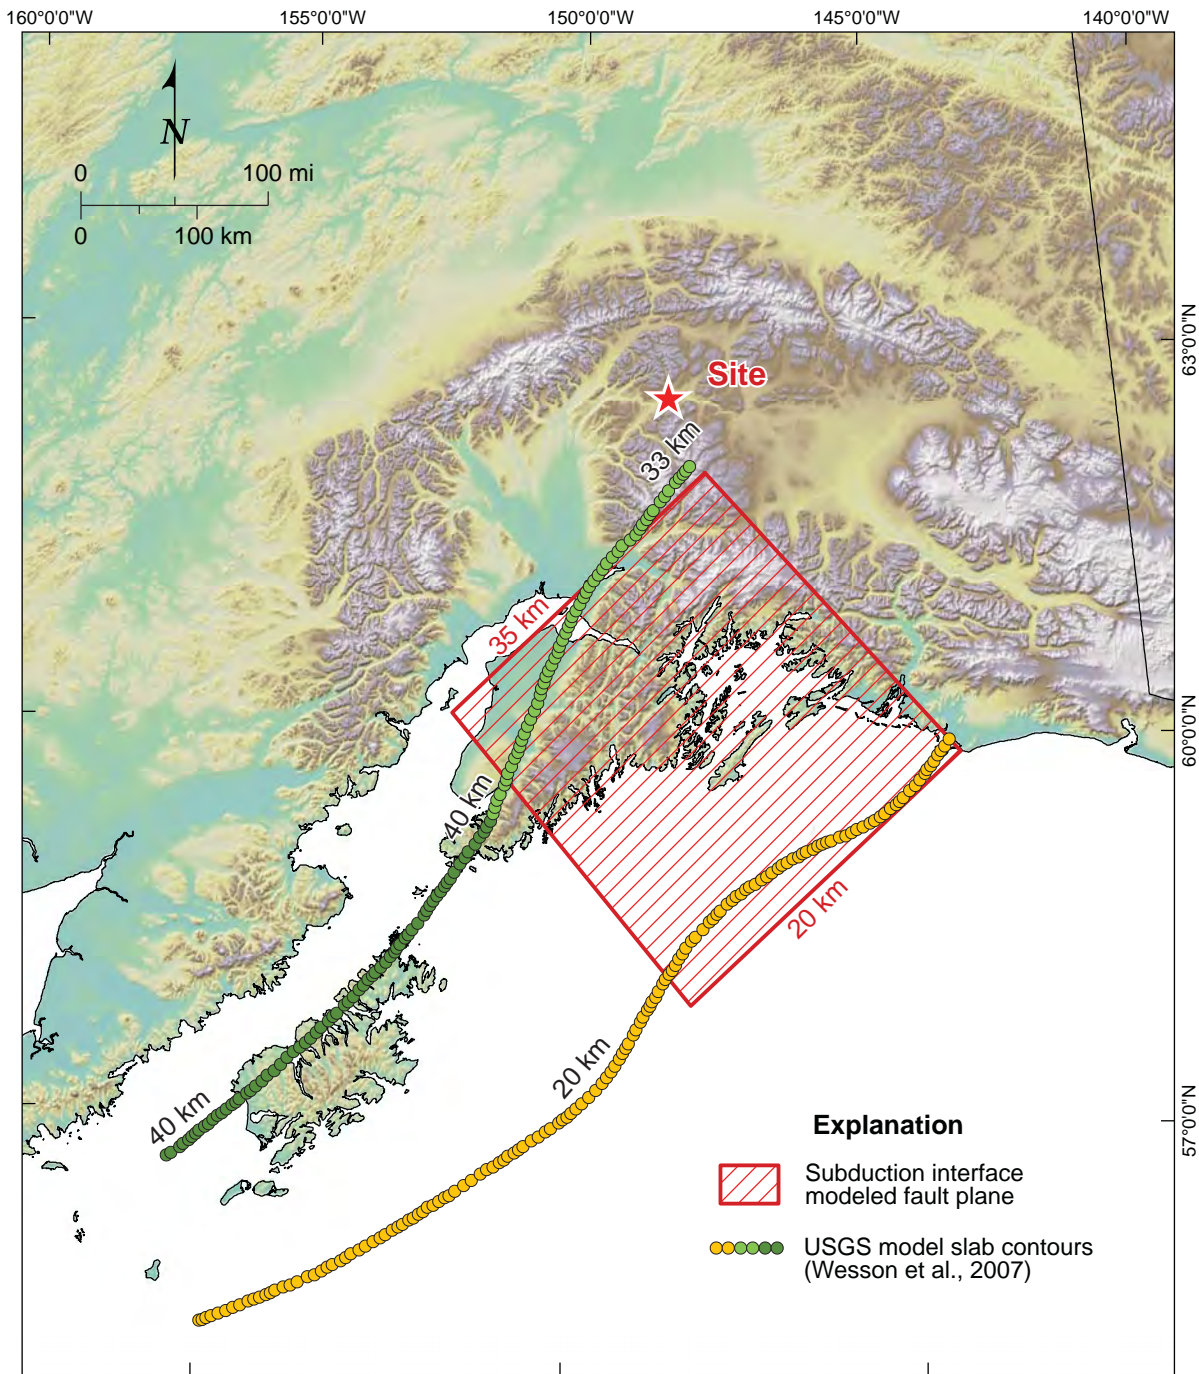 160°0'0"W
155°0'0"W
150°0'0"W
145°0'0"W
140°0'0"W
N
0
100 mi
0
100 km
63°0'0"N
Site
33 km
35 km
60°0'0"N
40 km
20 km
20 km
40 km
57°0'0"N
Explanation
Subduction interface
modeled fault plane
USGS model slab contours
(Wesson et al., 2007)